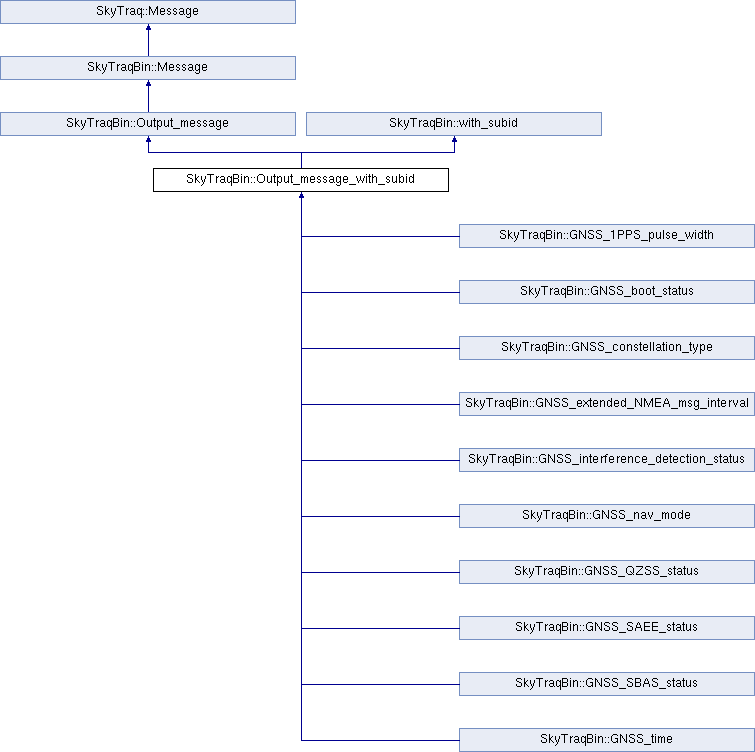 SkyTraq::Message
SkyTraqBin::Message
SkyTraqBin::Output_message
SkyTraqBin::with_subid
SkyTraqBin::Output_message_with_subid
SkyTraqBin::GNSS_1PPS_pulse_width
SkyTraqBin::GNSS_boot_status
SkyTraqBin::GNSS_constellation_type
SkyTraqBin::GNSS_extended_NMEA_msg_interval
SkyTraqBin::GNSS_interference_detection_status
SkyTraqBin::GNSS_nav_mode
SkyTraqBin::GNSS_QZSS_status
SkyTraqBin::GNSS_SAEE_status
SkyTraqBin::GNSS_SBAS_status
SkyTraqBin::GNSS_time